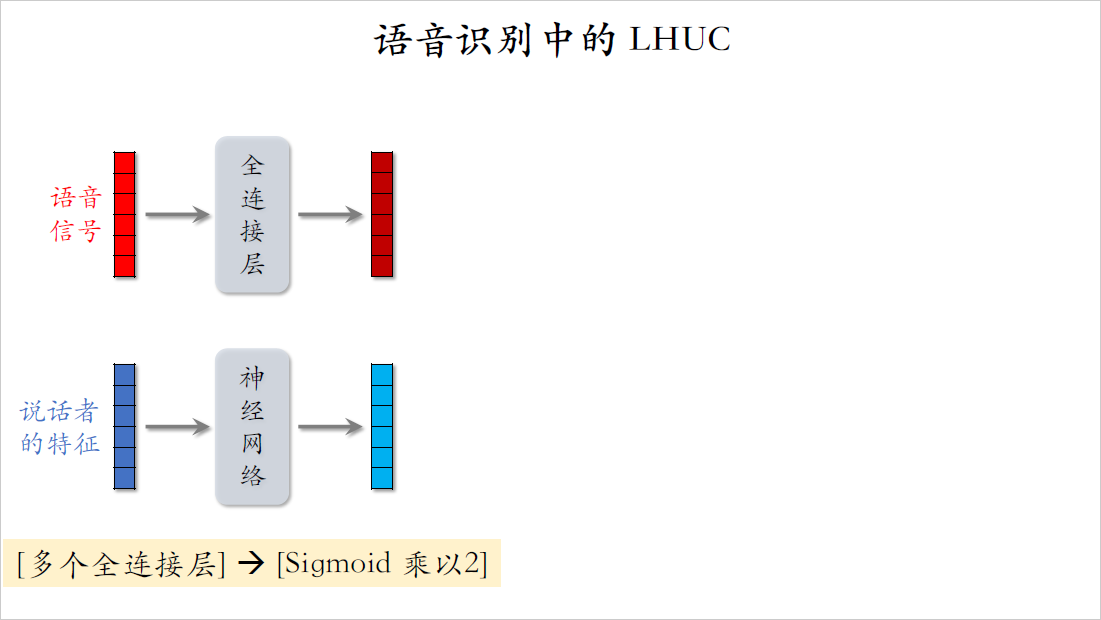 语音识别中的 LHUC
语音
信号
全
连
接
层
说话者
的特征
神
经
网
络
[多个全连接层] → [Sigmoid 乘以2]